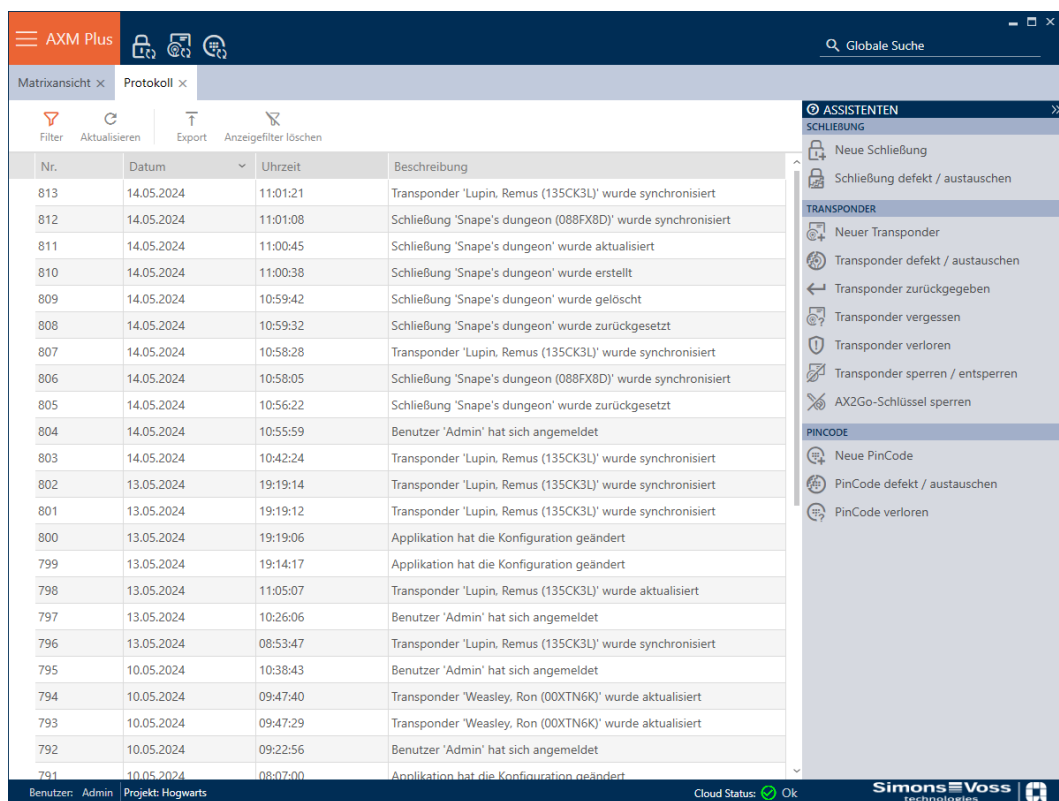 AXM Plus
Globale Suche
Matrixansicht
Protokoll
Filter Aktualisieren Export Anzeigefilter löschen
Nr. Datum Uhrzeit Beschreibung
813 14.05.2024 11:01:21 Transponder 'Lupin, Remus (135CK3L)' wurde synchronisiert
812 14.05.2024 11:01:08 Schließung 'Snape's dungeon (088FX8D)' wurde synchronisiert
811 14.05.2024 11:00:45 Schließung 'Snape's dungeon' wurde aktualisiert
810 14.05.2024 11:00:38 Schließung 'Snape's dungeon' wurde erstellt
809 14.05.2024 10:59:42 Schließung 'Snape's dungeon' wurde gelöscht
808 14.05.2024 10:59:32 Schließung 'Snape's dungeon' wurde zurückgesetzt
807 14.05.2024 10:58:28 Transponder 'Lupin, Remus (135CK3L)' wurde synchronisiert
806 14.05.2024 10:58:05 Schließung 'Snape's dungeon (088FX8D)' wurde synchronisiert
805 14.05.2024 10:56:22 Schließung 'Snape's dungeon' wurde zurückgesetzt
804 14.05.2024 10:55:59 Benutzer 'Admin' hat sich angemeldet
803 14.05.2024 10:42:24 Transponder 'Lupin, Remus (135CK3L)' wurde synchronisiert
802 13.05.2024 19:19:14 Transponder 'Lupin, Remus (135CK3L)' wurde synchronisiert
801 13.05.2024 19:19:12 Transponder 'Lupin, Remus (135CK3L)' wurde synchronisiert
800 13.05.2024 19:19:06 Applikation hat die Konfiguration geändert
799 13.05.2024 19:14:17 Applikation hat die Konfiguration geändert
798 13.05.2024 11:05:07 Transponder 'Lupin, Remus (135CK3L)' wurde aktualisiert
797 13.05.2024 10:26:06 Benutzer 'Admin' hat sich angemeldet
796 13.05.2024 08:53:47 Transponder 'Lupin, Remus (135CK3L)' wurde synchronisiert
795 10.05.2024 10:38:43 Benutzer 'Admin' hat sich angemeldet
794 10.05.2024 09:47:40 Transponder 'Weasley, Ron (00XTN6K)' wurde aktualisiert
793 10.05.2024 09:47:29 Transponder 'Weasley, Ron (00XTN6K)' wurde aktualisiert
792 10.05.2024 09:22:56 Benutzer 'Admin' hat sich angemeldet
791 10.05.2024 08:07:00 Applikation hat die Konfiguration geändert
ASSISTENTEN
SCHLIEßUNG
Neue Schließung
Schließung defekt / austauschen
TRANSPONDER
Neuer Transponder
Transponder defekt / austauschen
Transponder zurückgegeben
Transponder vergessen
Transponder verloren
Transponder sperren / entsperren
AX2Go-Schlüssel sperren
PINCODE
Neue PinCode
PinCode defekt / austauschen
PinCode verloren
Benutzer: Admin Projekt: Hogwarts Cloud Status: Ok
SimonsVoss
technologies